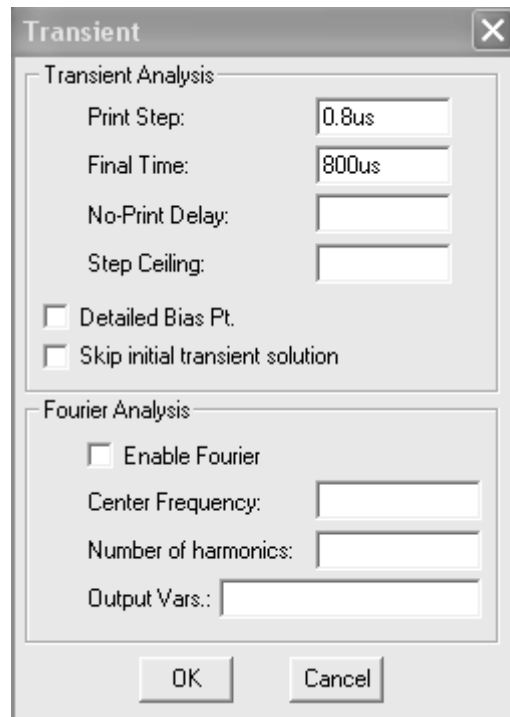 Transient
Transient Analysis
Print Step: 0.8us
Final Time: 800us
No-Print Delay:
Step Ceiling:
Detailed Bias Pt.
Skip initial transient solution
Fourier Analysis
Enable Fourier
Center Frequency:
Number of harmonics:
Output Vars.:
OK Cancel